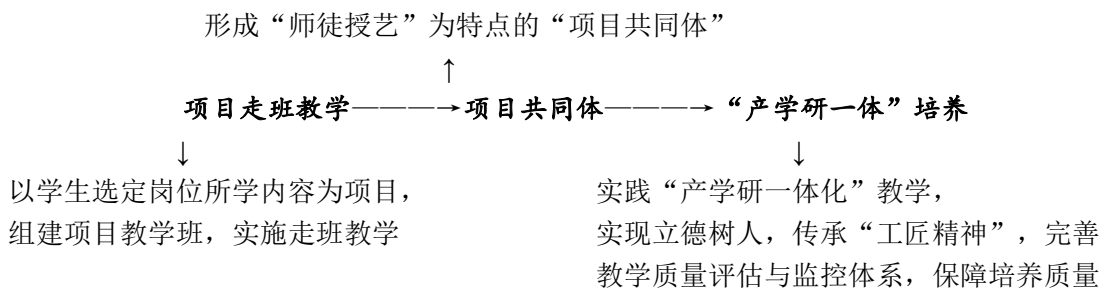 形成“师徒授艺”为特点的“项目共同体”
↑
项目走班教学———→项目共同体———→“产学研一体”培养
↓ ↓
以学生选定岗位所学内容为项目， 实践“产学研一体化”教学，
组建项目教学班，实施走班教学 实现立德树人，传承“工匠精神”，完善
教学质量评估与监控体系，保障培养质量